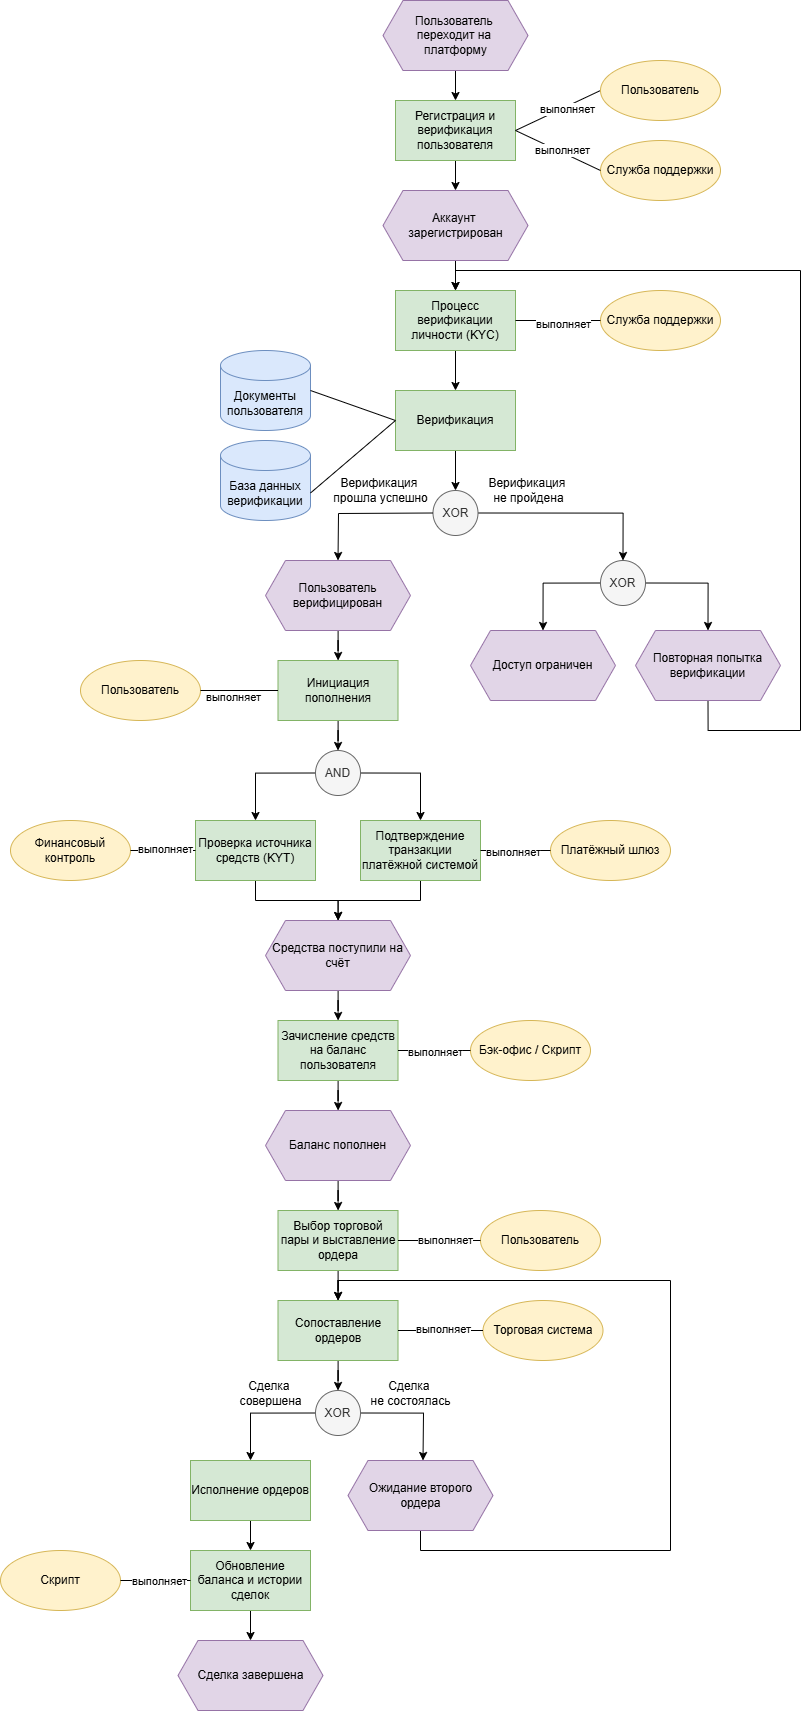 Пользователь
переходит на
платформу
Пользователь
выполняет
Регистрация и
верификация
пользователя
выполняет
Служба поддержки
Аккаунт
зарегистрирован
Процесс
верификации
личности (KYC)
выполняет
Служба поддержки
Документы
пользователя
Верификация
База данных
верификации
Верификация
прошла успешно
Верификация
не пройдена
XOR
Пользователь
верифицирован
XOR
Доступ ограничен
Повторная попытка
верификации
Пользователь
выполняет
Инициация
пополнения
AND
Финансовый
контроль
выполняет
Проверка источника
средств (KYT)
Подтверждение
транзакции
платёжной системой
выполняет
Платёжный шлюз
Средства поступили на
счёт
Зачисление средств
на баланс
пользователя
выполняет
Бэк-офис / Скрипт
Баланс пополнен
Выбор торговой
пары и выставление
ордера
выполняет
Пользователь
Сопоставление
ордеров
выполняет
Торговая система
Сделка
совершена
Сделка
не состоялась
XOR
Исполнение ордеров
Ожидание второго
ордера
Скрипт
выполняет
Обновление
баланса и истории
сделок
Сделка завершена